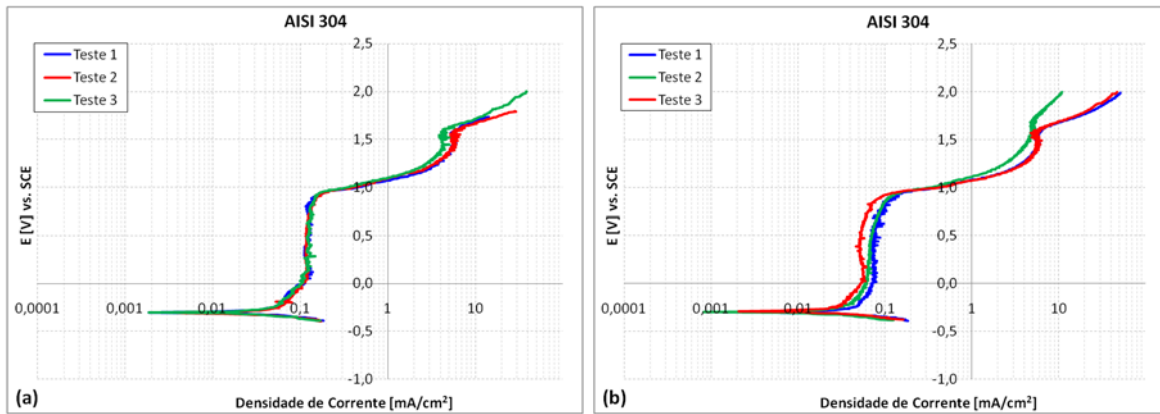 AISI 304
Teste 1
Teste 2
Teste 3
2,5
2,0
1,5
1,0
0,5
0,0
-0,5
-1,0
0,0001
0,001
0,01
0,1
1
10
E [V] vs. SCE
Densidade de Corrente [mA/cm²]
(a)
AISI 304
Teste 1
Teste 2
Teste 3
2,5
2,0
1,5
1,0
0,5
0,0
-0,5
-1,0
0,0001
0,001
0,01
0,1
1
10
E [V] vs. SCE
Densidade de Corrente [mA/cm²]
(b)